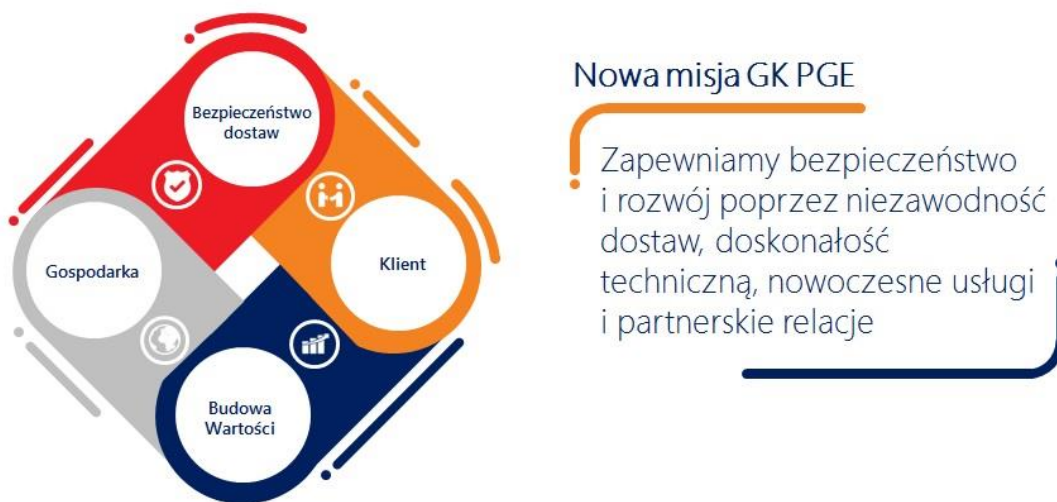 Bezpieczeństwo
dostaw
Gospodarka
Klient
Budowa
Wartości
Nowa misja GK PGE
Zapewniamy bezpieczeństwo
i rozwój poprzez niezawodność
dostaw, doskonałość
techniczną, nowoczesne usługi
i partnerskie relacje